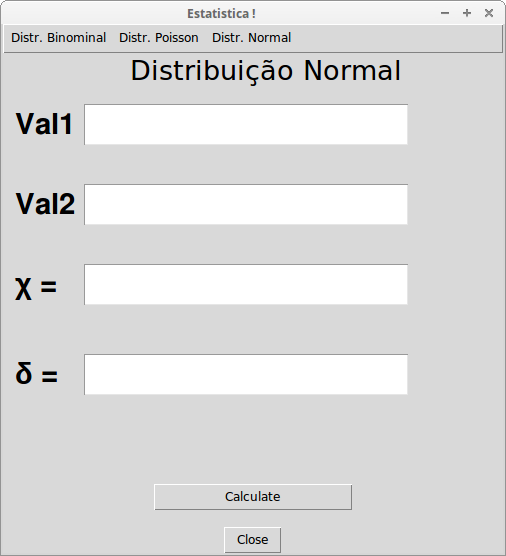 Estatistica!
Distr. Binominal Distr. Poisson Distr. Normal
Distribuição Normal
Val1
Val2
χ =
δ =
Calculate
Close